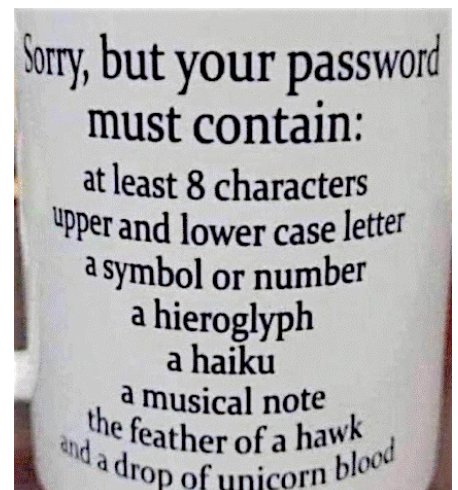 Sorry, but your password
must contain:
at least 8 characters
upper and lower case letter
a symbol or number
a hieroglyph
a haiku
a musical note
the feather of a hawk
and a drop of unicorn blood